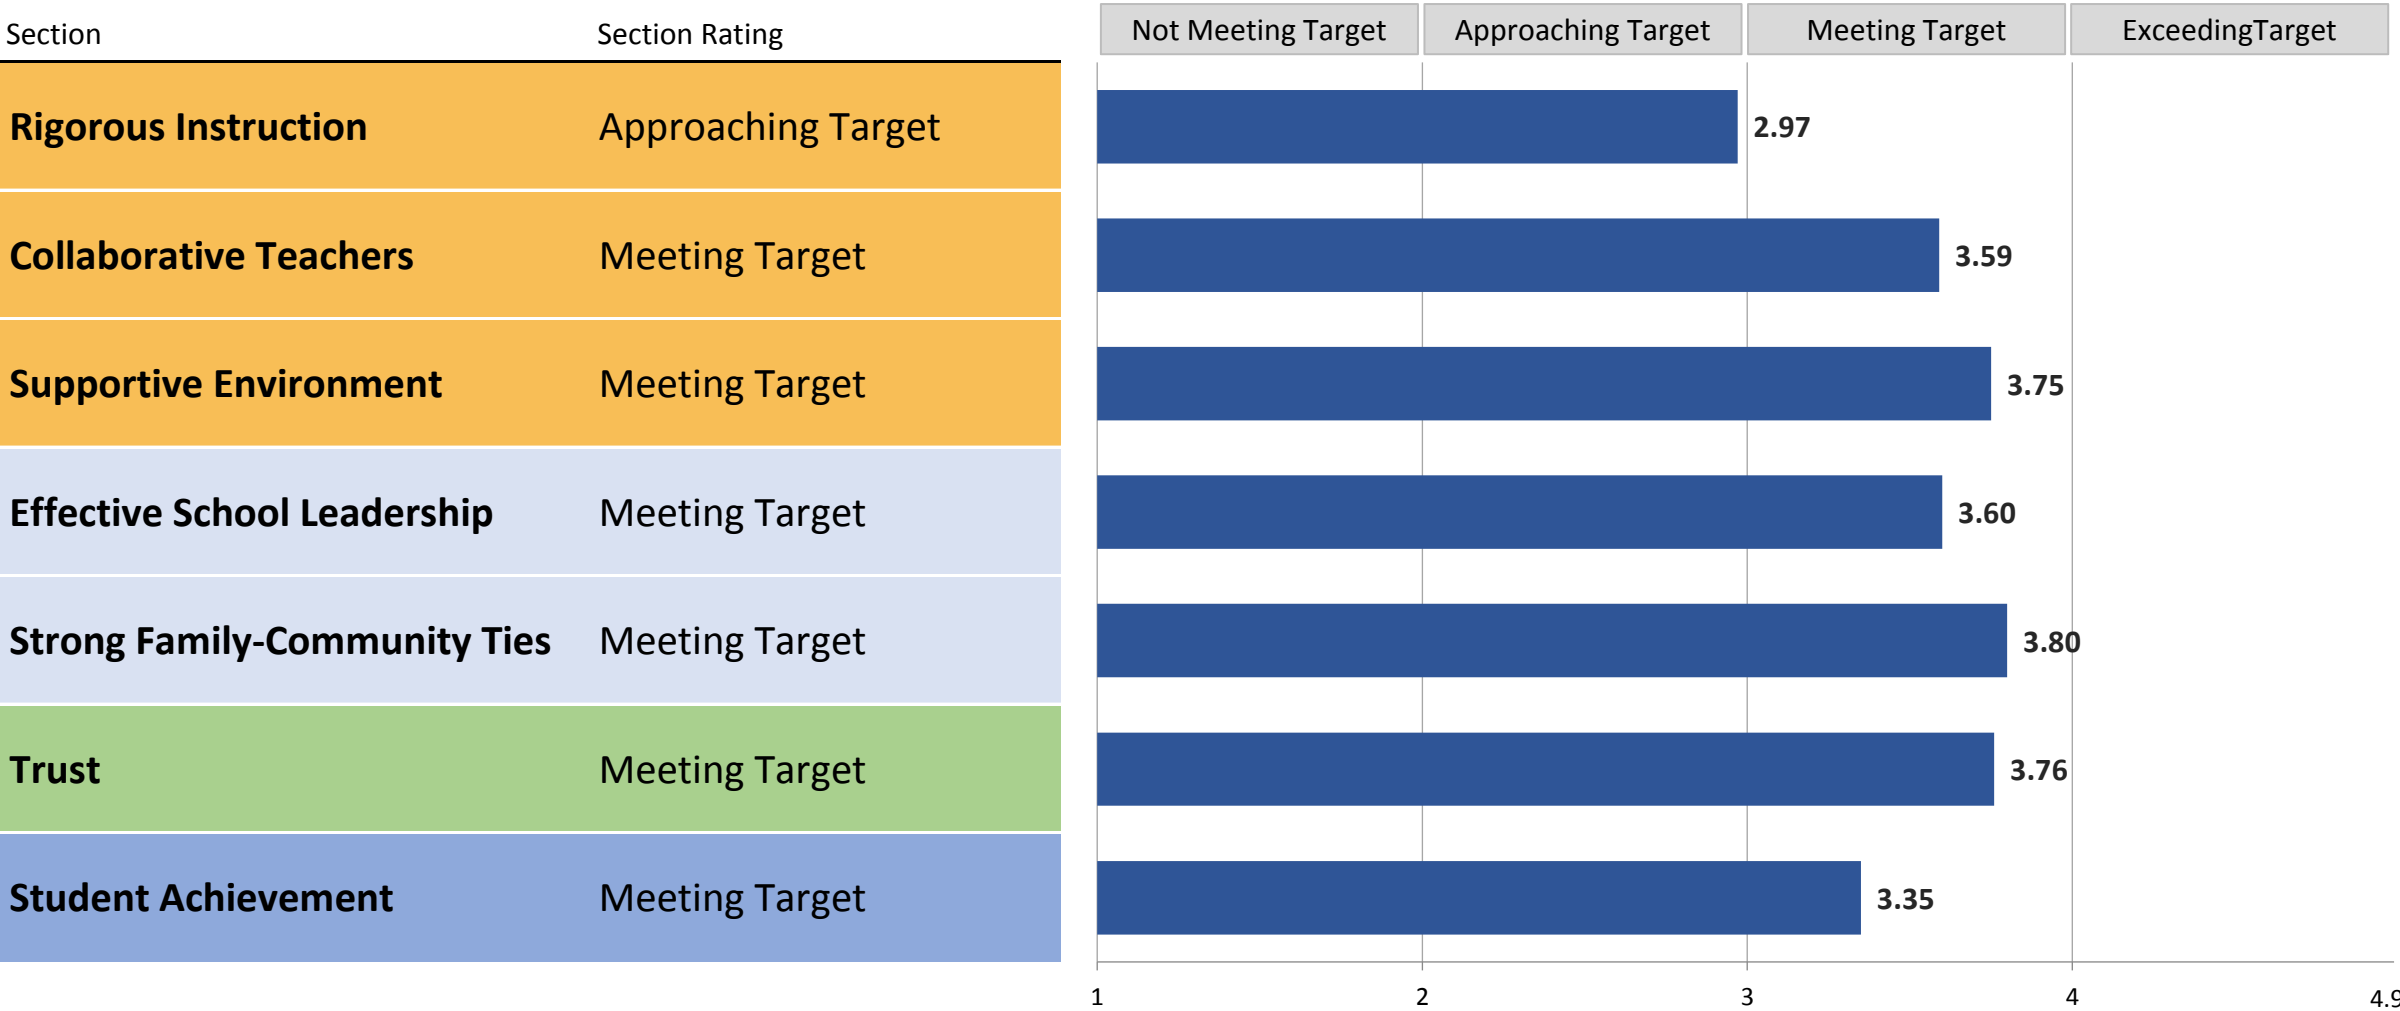 Section Section Rating Not Meeting Target Approaching Target Meeting Target ExceedingTarget
Rigorous Instruction Approaching Target 2.97
Collaborative Teachers Meeting Target 3.59
Supportive Environment Meeting Target 3.75
Effective School Leadership Meeting Target 3.60
Strong Family-Community Ties Meeting Target 3.80
Trust Meeting Target 3.76
Student Achievement Meeting Target 3.35
1 2 3 4 4.9